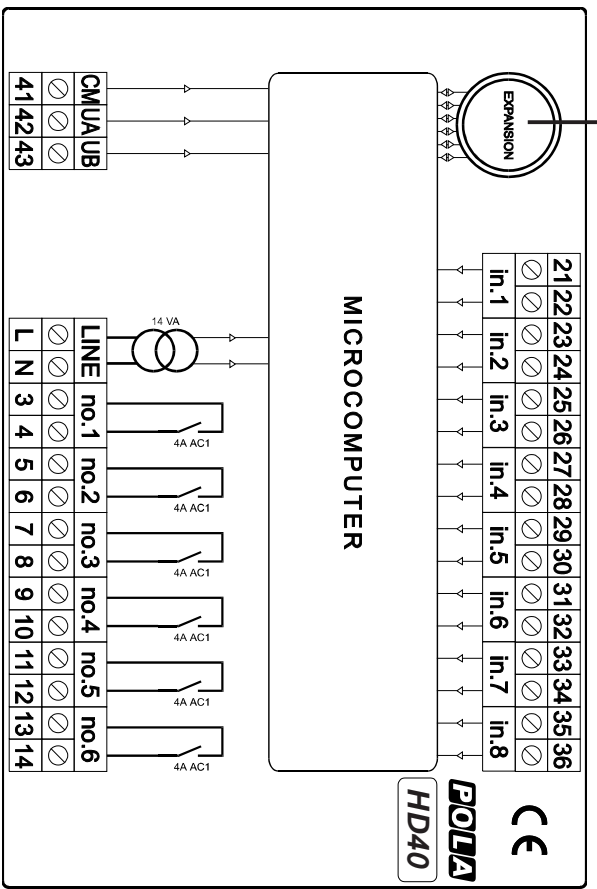 EXPANSION
41 CM
42 UA
43 UB
21
22
in.1
23
24
in.2
25
26
in.3
27
28
in.4
29
30
in.5
31
32
in.6
33
34
in.7
35
36
in.8
MICROCOMPUTER
14 VA
L
N
LINE
3
4
no.1
4A AC1
5
6
no.2
4A AC1
7
8
no.3
4A AC1
9
10
no.4
4A AC1
11
12
no.5
4A AC1
13
14
no.6
4A AC1
POLA
HD40
CE